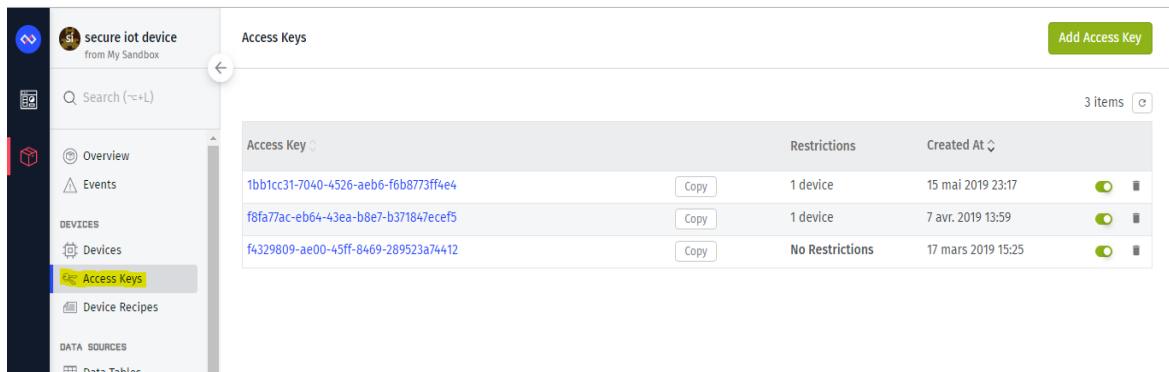 si
secure iot device
from My Sandbox
Search (⌥+L)
Overview
Events
DEVICES
Devices
Access Keys
Device Recipes
DATA SOURCES
Data Tables
Access Keys
Add Access Key
3 items
Access Key Restrictions Created At
1bb1cc31-7040-4526-aeb6-f6b8773ff4e4 Copy 1 device 15 mai 2019 23:17
f8fa77ac-eb64-43ea-b8e7-b371847ecef5 Copy 1 device 7 avr. 2019 13:59
f4329809-ae00-45ff-8469-289523a74412 Copy No Restrictions 17 mars 2019 15:25